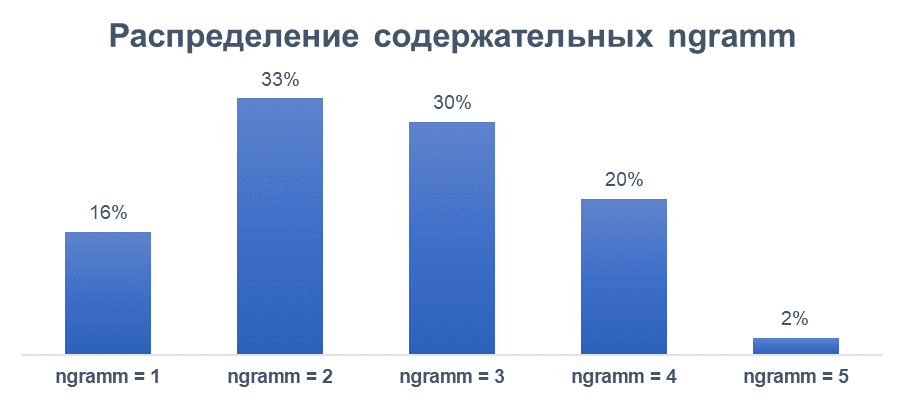 Распределение содержательных ngramm
33%
30%
20%
16%
2%
ngramm = 1 ngramm = 2 ngramm = 3 ngramm = 4 ngramm = 5